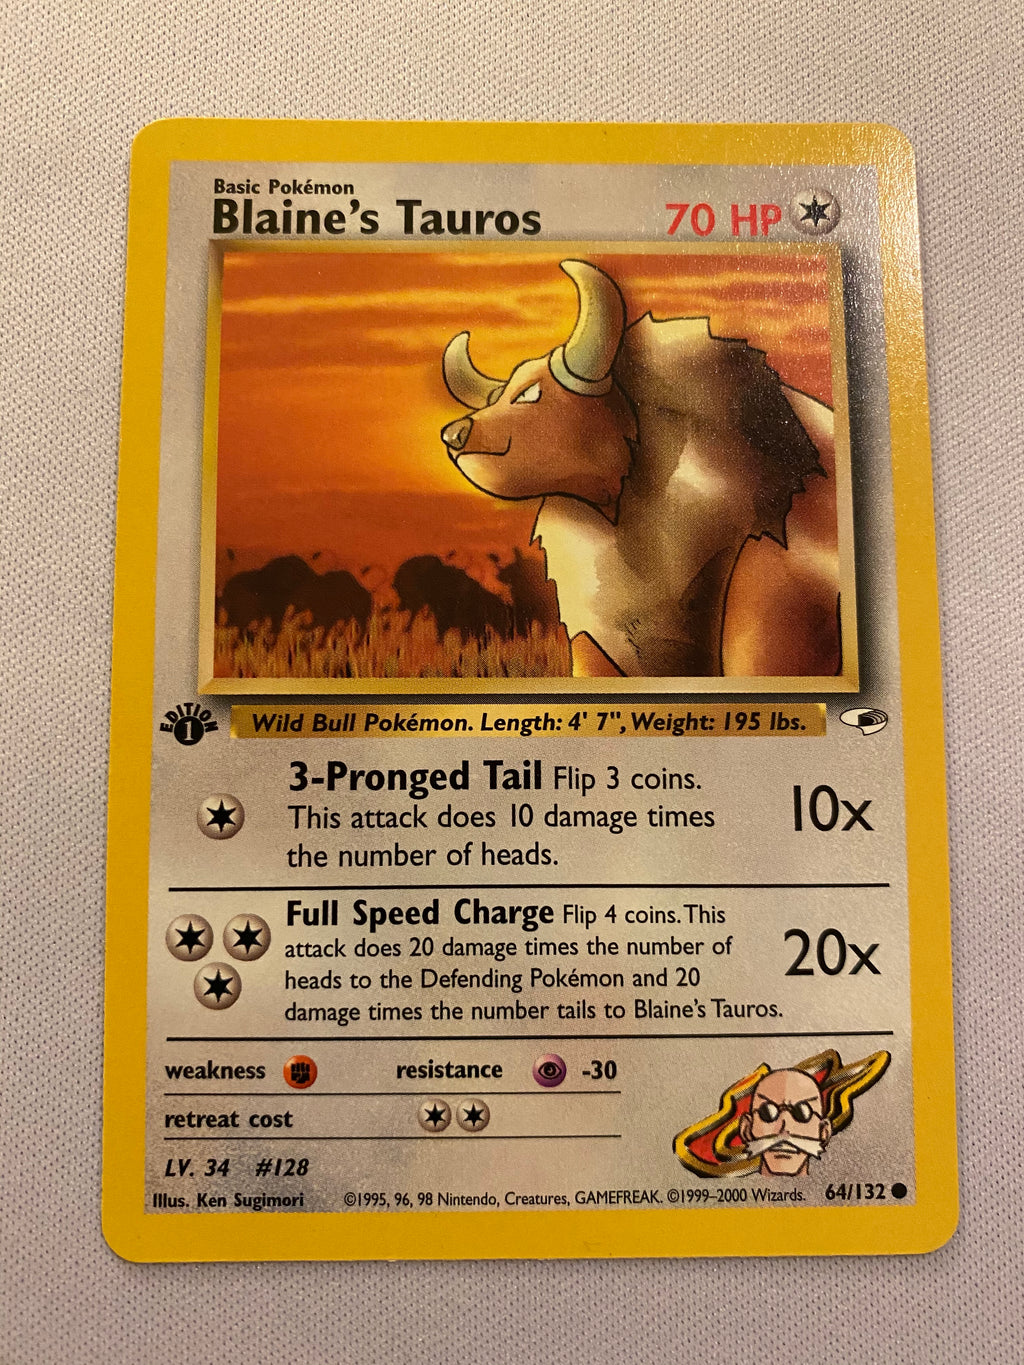 Basic Pokémon
Blaine's Tauros 70 HP
EDITION
1
Wild Bull Pokémon. Length: 4' 7", Weight: 195 lbs.
3-Pronged Tail Flip 3 coins.
This attack does 10 damage times
the number of heads.
10x
Full Speed Charge Flip 4 coins. This
attack does 20 damage times the number of
heads to the Defending Pokémon and 20
damage times the number tails to Blaine's Tauros.
20x
weakness resistance -30
retreat cost
LV. 34 #128
Illus. Ken Sugimori ©1995, 96, 98 Nintendo, Creatures, GAMEFREAK. ©1999–2000 Wizards. 64/132